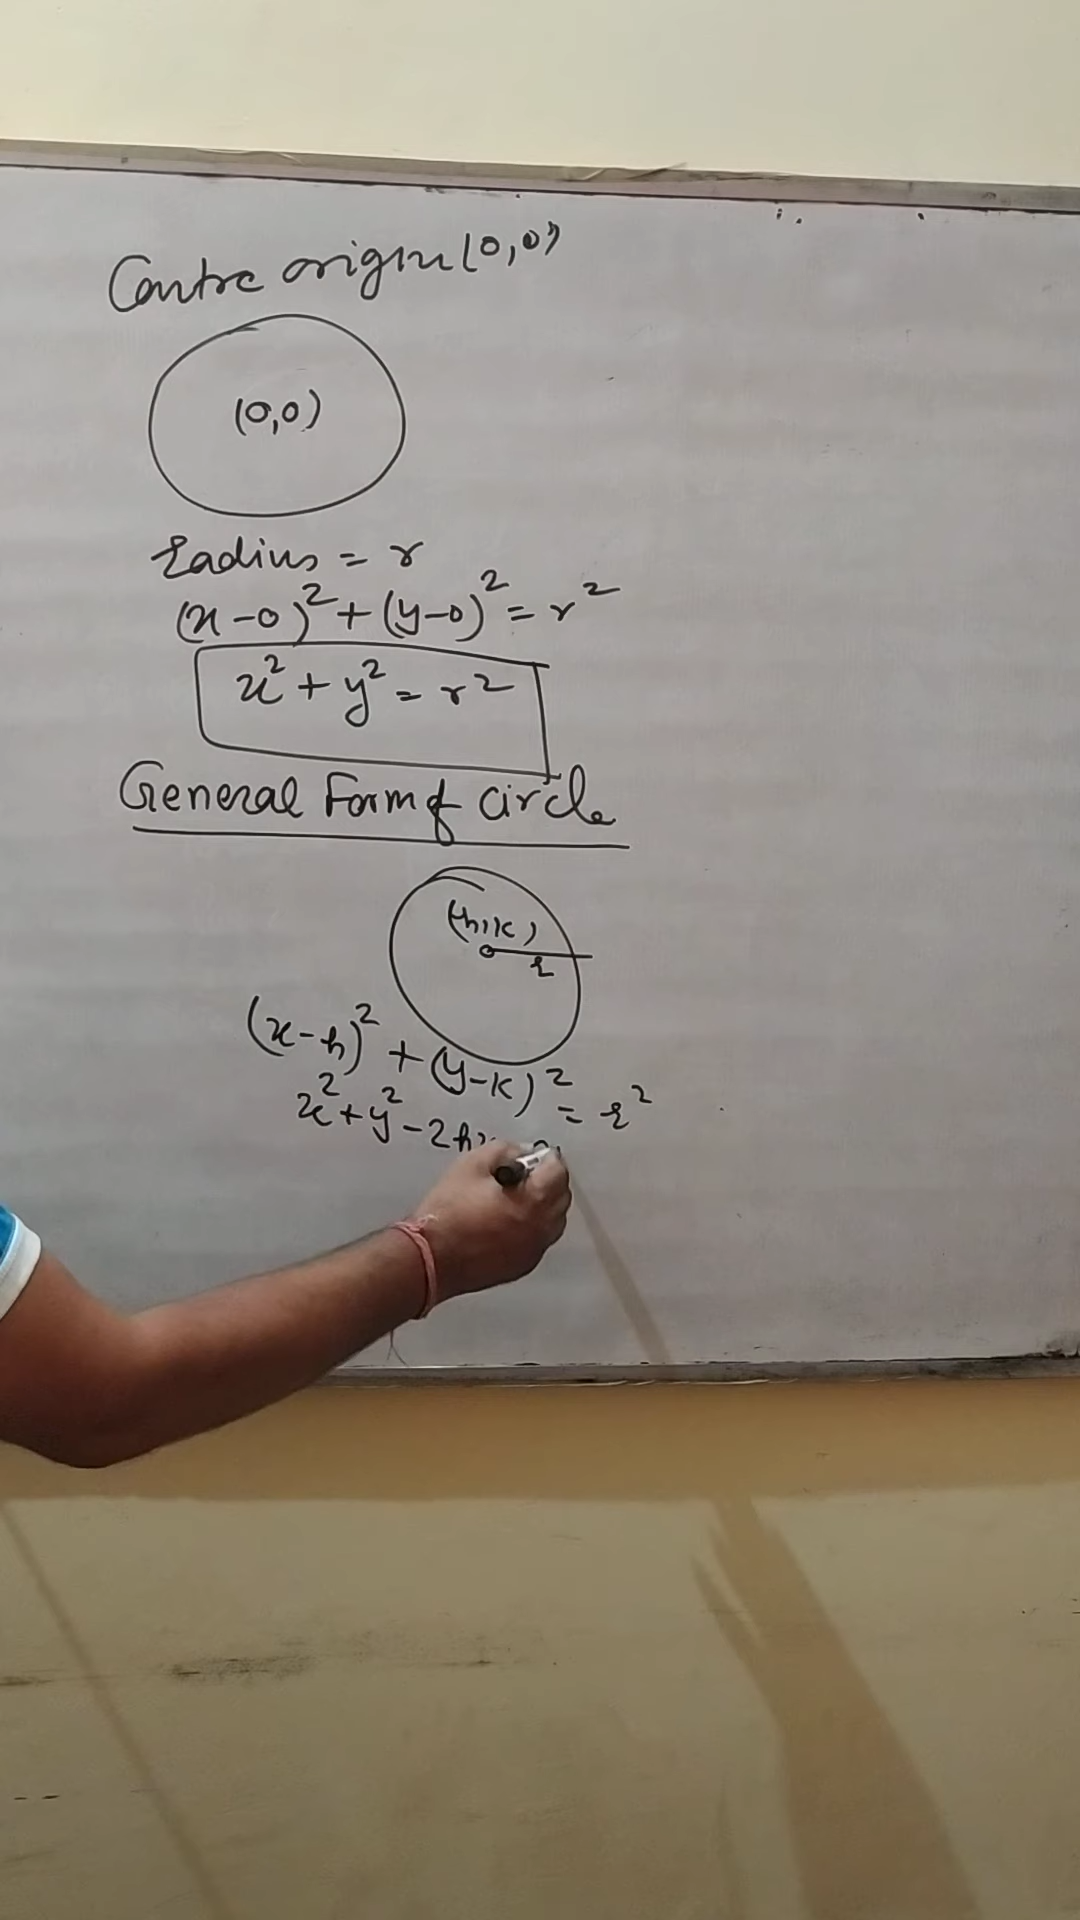 Centre origin (0,0)
(0,0)
radius = r
(x-0)² + (y-0)² = r²
x² + y² = r²
General Form of circle
(h,k)
r
(x-h)² + (y-k)² = r²
x² + y² - 2hx